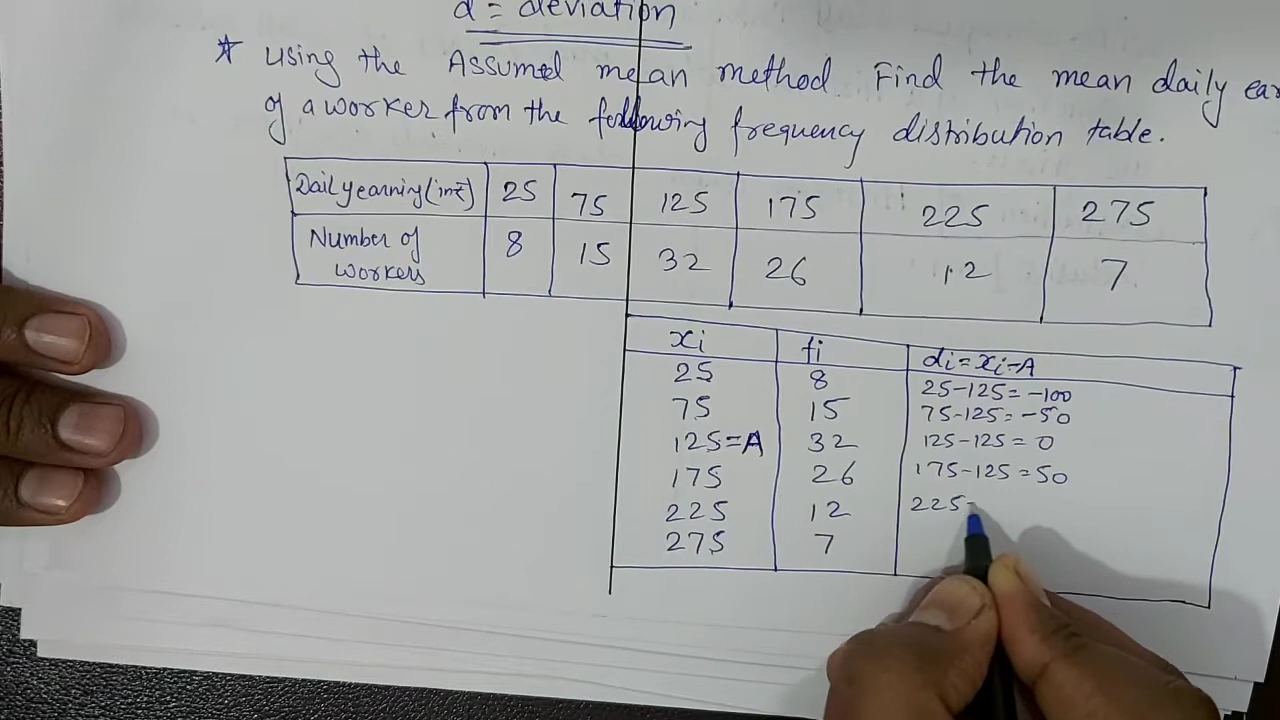 d = deviation
* Using the Assumed mean method. Find the mean daily ear
of a worker from the following frequency distribution table.
Daily earning (in ₹) 25 75 125 175 225 275
Number of workers 8 15 32 26 12 7
xi fi di = xi - A
25 8 25-125 = -100
75 15 75-125 = -50
125 = A 32 125-125 = 0
175 26 175-125 = 50
225 12 225-
275 7